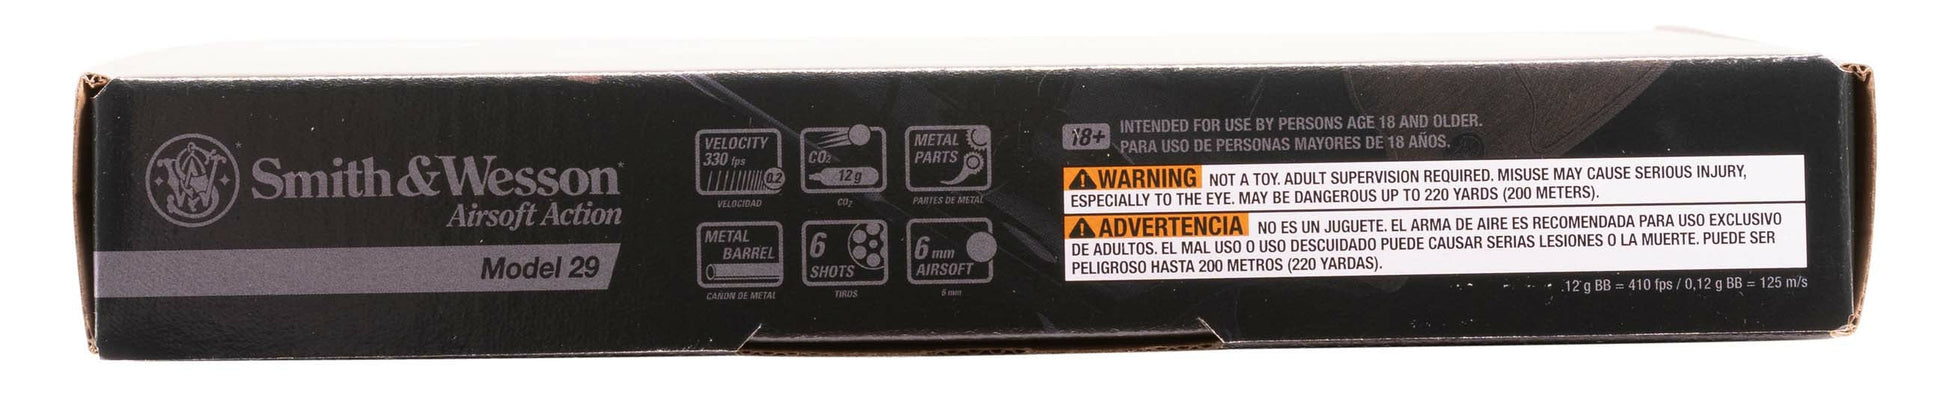 Smith&Wesson
Airsoft Action
Model 29
VELOCITY
330 fps
0.2
VELOCIDAD
CO2
12 g
CO2
METAL
PARTS
PARTES DE METAL
METAL
BARREL
CAÑON DE METAL
6
SHOTS
TIROS
6 mm
AIRSOFT
6 mm
18+
INTENDED FOR USE BY PERSONS AGE 18 AND OLDER.
PARA USO DE PERSONAS MAYORES DE 18 AÑOS.
WARNING NOT A TOY. ADULT SUPERVISION REQUIRED. MISUSE MAY CAUSE SERIOUS INJURY,
ESPECIALLY TO THE EYE. MAY BE DANGEROUS UP TO 220 YARDS (200 METERS).
ADVERTENCIA NO ES UN JUGUETE. EL ARMA DE AIRE ES RECOMENDADA PARA USO EXCLUSIVO
DE ADULTOS. EL MAL USO O USO DESCUIDADO PUEDE CAUSAR SERIAS LESIONES O LA MUERTE. PUEDE SER
PELIGROSO HASTA 200 METROS (220 YARDAS).
.12 g BB = 410 fps / 0,12 g BB = 125 m/s